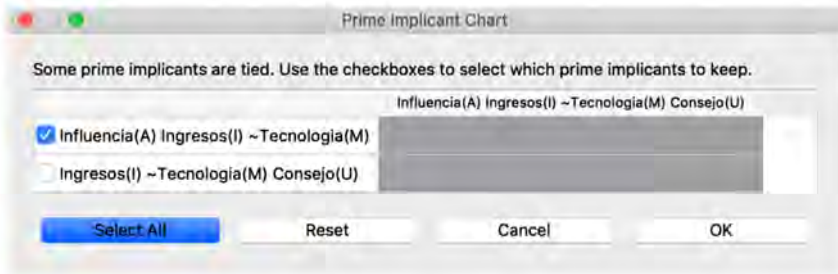 Prime Implicant Chart
Some prime implicants are tied. Use the checkboxes to select which prime implicants to keep.
Influencia(A) Ingresos(I) ~Tecnologia(M) Consejo(U)
Influencia(A) Ingresos(I) ~Tecnologia(M)
Ingresos(I) ~Tecnologia(M) Consejo(U)
Select All Reset Cancel OK